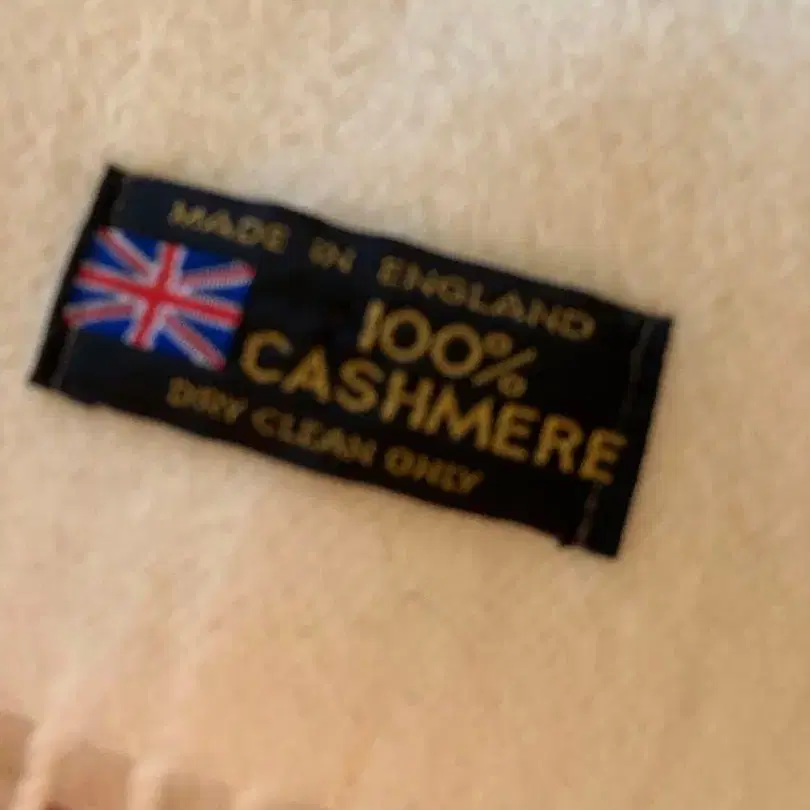 MADE IN ENGLAND
100%
CASHMERE
DRY CLEAN ONLY